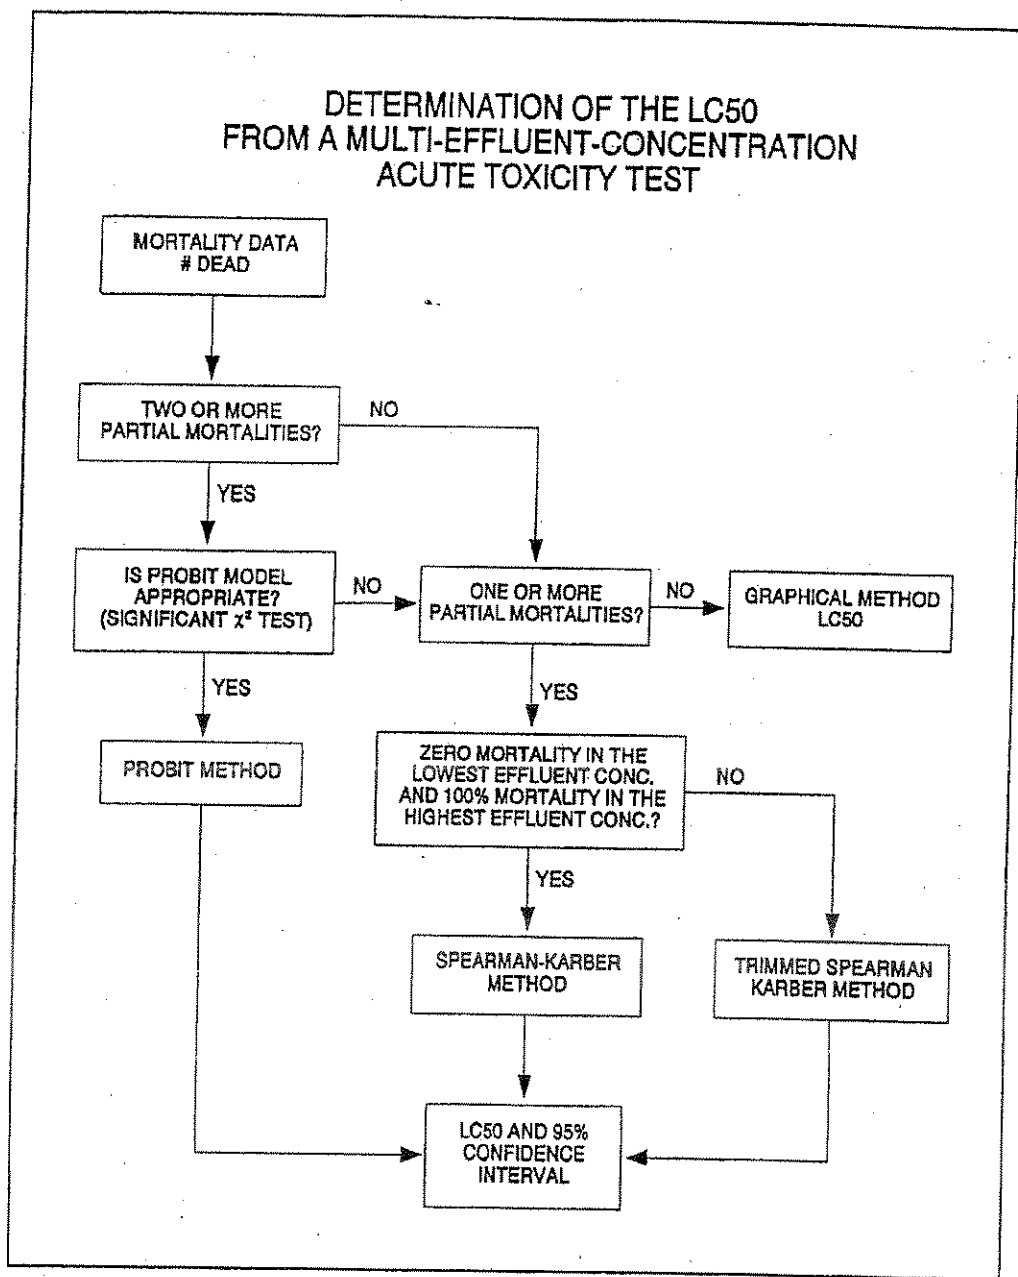 DETERMINATION OF THE LC50
FROM A MULTI-EFFLUENT-CONCENTRATION
ACUTE TOXICITY TEST
MORTALITY DATA
# DEAD
TWO OR MORE
PARTIAL MORTALITIES?
NO
YES
IS PROBIT MODEL
APPROPRIATE?
(SIGNIFICANT χ² TEST)
NO
ONE OR MORE
PARTIAL MORTALITIES?
NO
GRAPHICAL METHOD
LC50
YES
YES
PROBIT METHOD
ZERO MORTALITY IN THE
LOWEST EFFLUENT CONC.
AND 100% MORTALITY IN THE
HIGHEST EFFLUENT CONC.?
NO
YES
SPEARMAN-KARBER
METHOD
TRIMMED SPEARMAN
KARBER METHOD
LC50 AND 95%
CONFIDENCE
INTERVAL